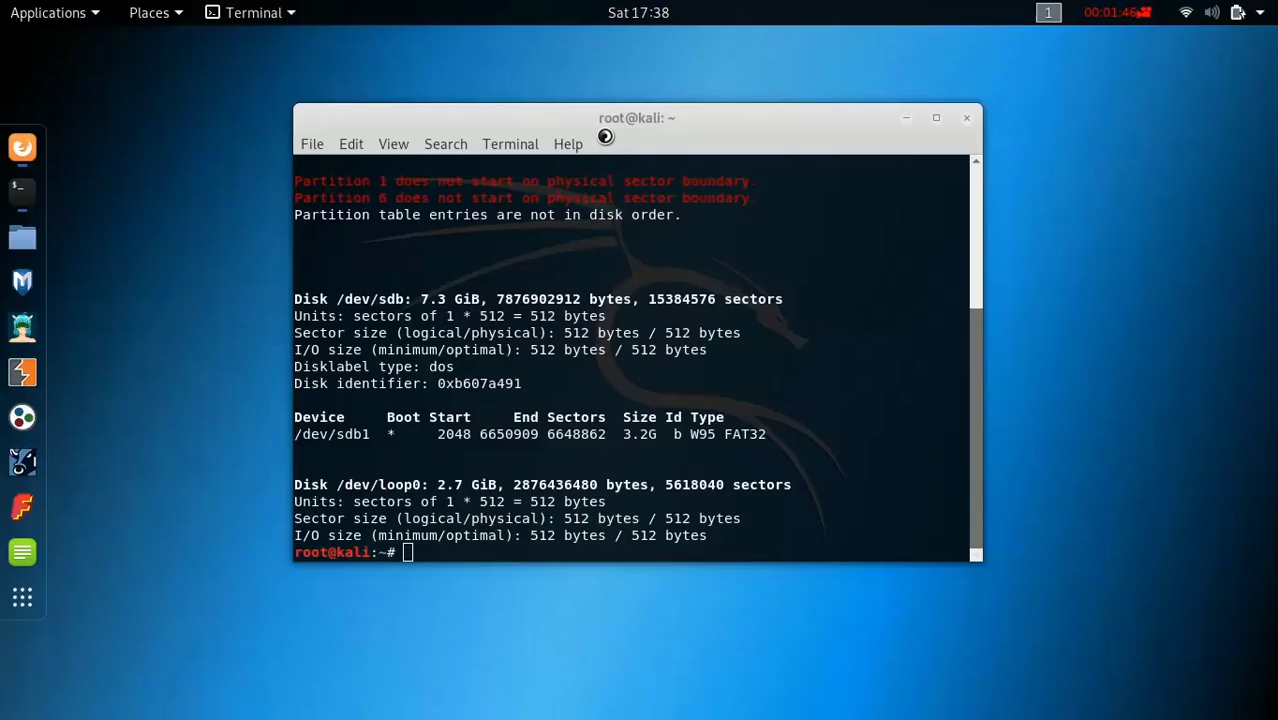 Applications Places Terminal Sat 17:38 1 00:01:46
root@kali: ~
File Edit View Search Terminal Help
Partition 1 does not start on physical sector boundary.
Partition 6 does not start on physical sector boundary.
Partition table entries are not in disk order.
Disk /dev/sdb: 7.3 GiB, 7876902912 bytes, 15384576 sectors
Units: sectors of 1 * 512 = 512 bytes
Sector size (logical/physical): 512 bytes / 512 bytes
I/O size (minimum/optimal): 512 bytes / 512 bytes
Disklabel type: dos
Disk identifier: 0xb607a491
Device     Boot Start     End Sectors  Size Id Type
/dev/sdb1  *     2048 6650909 6648862  3.2G  b W95 FAT32
Disk /dev/loop0: 2.7 GiB, 2876436480 bytes, 5618040 sectors
Units: sectors of 1 * 512 = 512 bytes
Sector size (logical/physical): 512 bytes / 512 bytes
I/O size (minimum/optimal): 512 bytes / 512 bytes
root@kali:~#